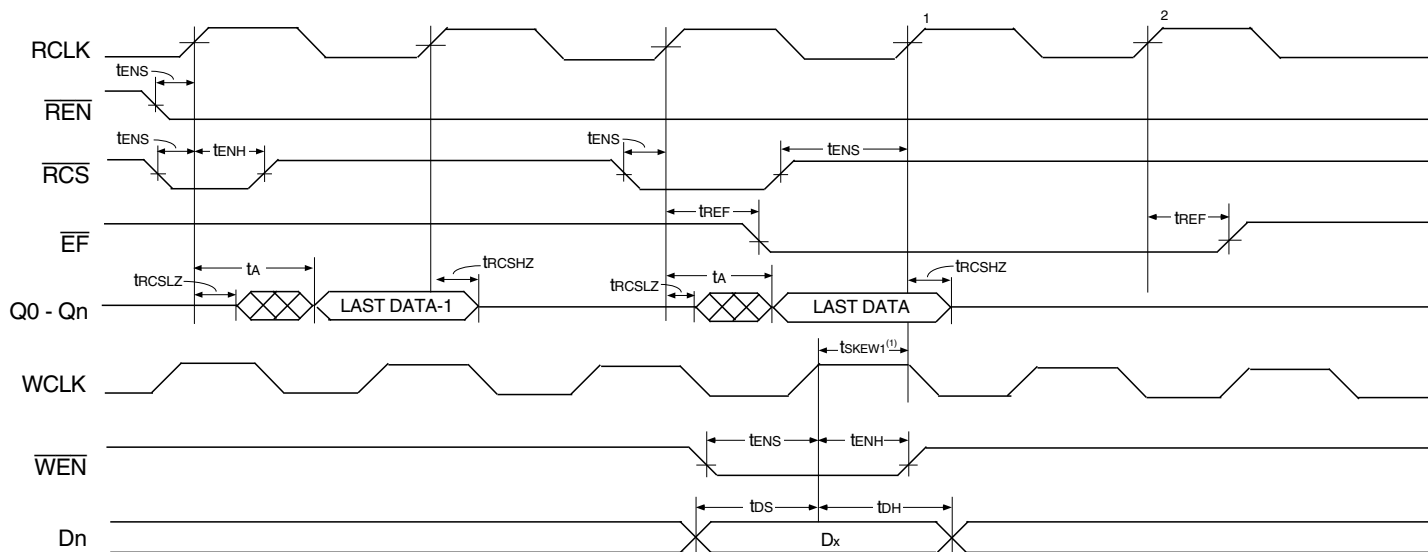 1 2
RCLK
tENS
REN
tENS tENH tENS tENS
RCS
tREF tREF
EF
tA tRCSHZ tA tRCSHZ
tRCSLZ tRCSLZ
Q0 - Qn LAST DATA-1 LAST DATA
tSKEW1(1)
WCLK
tENS tENH
WEN
tDS tDH
Dn Dx